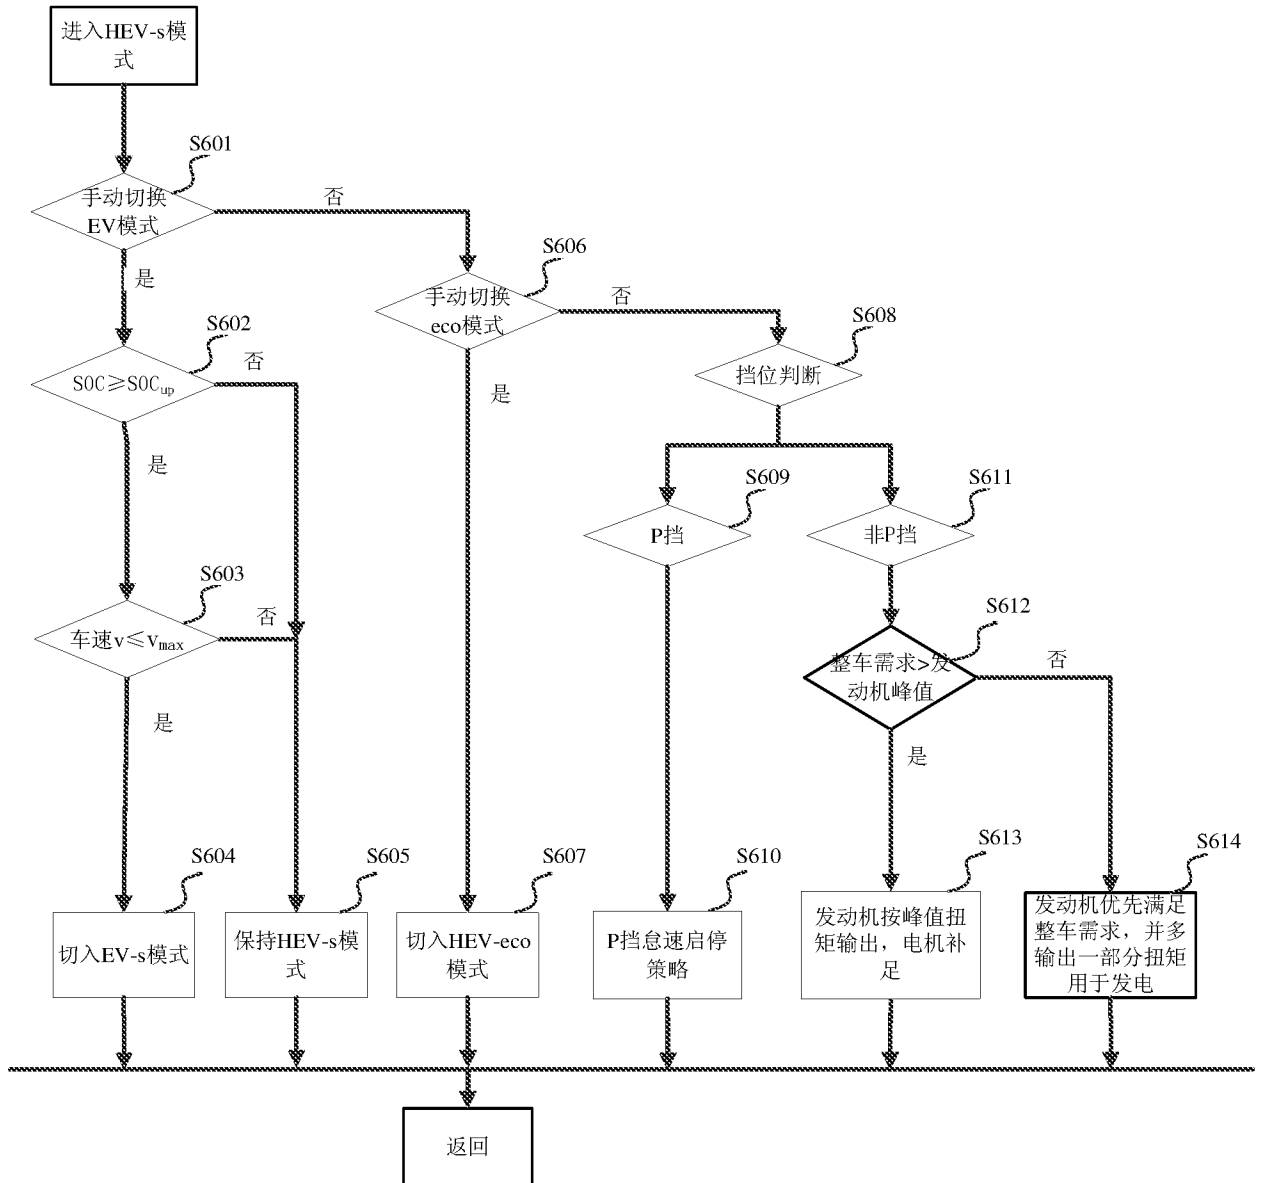 进入HEV-s模
式
S601
手动切换
EV模式
否
是
S606
手动切换
eco模式
否
S602
SOC≥SOCup
否
S608
挡位判断
是
是
S609
P挡
S611
非P挡
S603
车速v≤vmax
否
S612
整车需求>发
动机峰值
否
是
是
S604
切入EV-s模式
S605
保持HEV-s模
式
S607
切入HEV-eco
模式
S610
P挡怠速启停
策略
S613
发动机按峰值扭
矩输出，电机补
足
S614
发动机优先满足
整车需求，并多
输出一部分扭矩
用于发电
返回